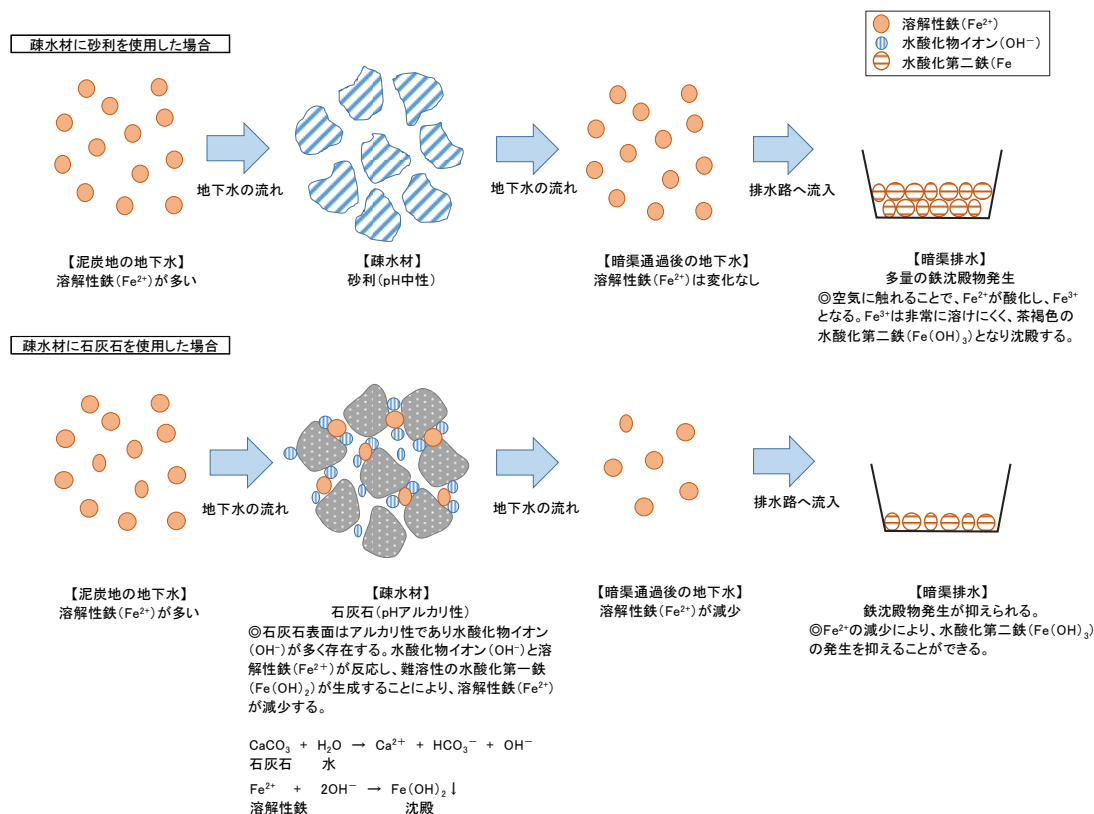 疎水材に砂利を使用した場合
溶解性鉄(Fe²⁺)
水酸化物イオン(OH⁻)
水酸化第二鉄(Fe
地下水の流れ
地下水の流れ
排水路へ流入
【泥炭地の地下水】
溶解性鉄(Fe²⁺)が多い
【疎水材】
砂利(pH中性)
【暗渠通過後の地下水】
溶解性鉄(Fe²⁺)は変化なし
【暗渠排水】
多量の鉄沈殿物発生
◎空気に触れることで、Fe²⁺が酸化し、Fe³⁺
となる。Fe³⁺は非常に溶けにくく、茶褐色の
水酸化第二鉄(Fe(OH)₃)となり沈殿する。
疎水材に石灰石を使用した場合
地下水の流れ
地下水の流れ
排水路へ流入
【泥炭地の地下水】
溶解性鉄(Fe²⁺)が多い
【疎水材】
石灰石(pHアルカリ性)
◎石灰石表面はアルカリ性であり水酸化物イオン
(OH⁻)が多く存在する。水酸化物イオン(OH⁻)と溶
解性鉄(Fe²⁺)が反応し、難溶性の水酸化第一鉄
(Fe(OH)₂)が生成することにより、溶解性鉄(Fe²⁺)
が減少する。
CaCO₃ + H₂O → Ca²⁺ + HCO₃⁻ + OH⁻
石灰石 水
Fe²⁺ + 2OH⁻ → Fe(OH)₂↓
溶解性鉄 沈殿
【暗渠通過後の地下水】
溶解性鉄(Fe²⁺)が減少
【暗渠排水】
鉄沈殿物発生が抑えられる。
◎Fe²⁺の減少により、水酸化第二鉄(Fe(OH)₃)
の発生を抑えることができる。